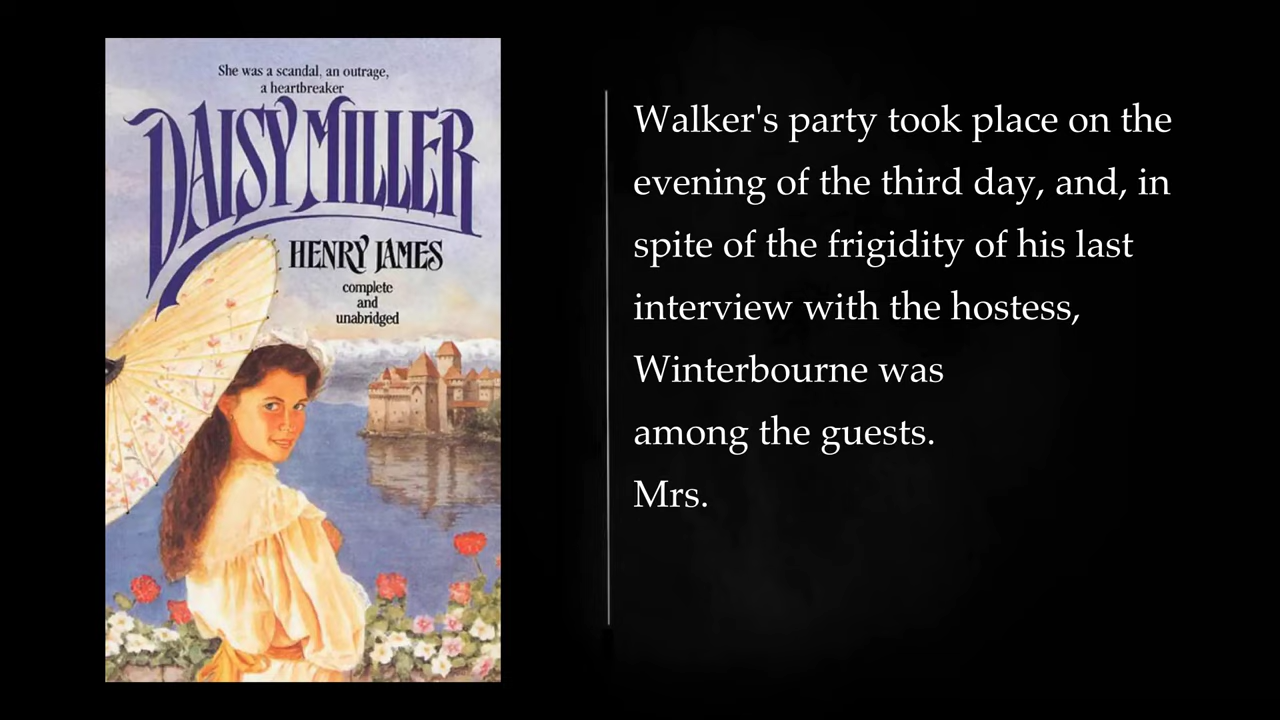 She was a scandal, an outrage,
a heartbreaker
DAISY MILLER
HENRY JAMES
complete
and
unabridged
Walker's party took place on the
evening of the third day, and, in
spite of the frigidity of his last
interview with the hostess,
Winterbourne was
among the guests.
Mrs.